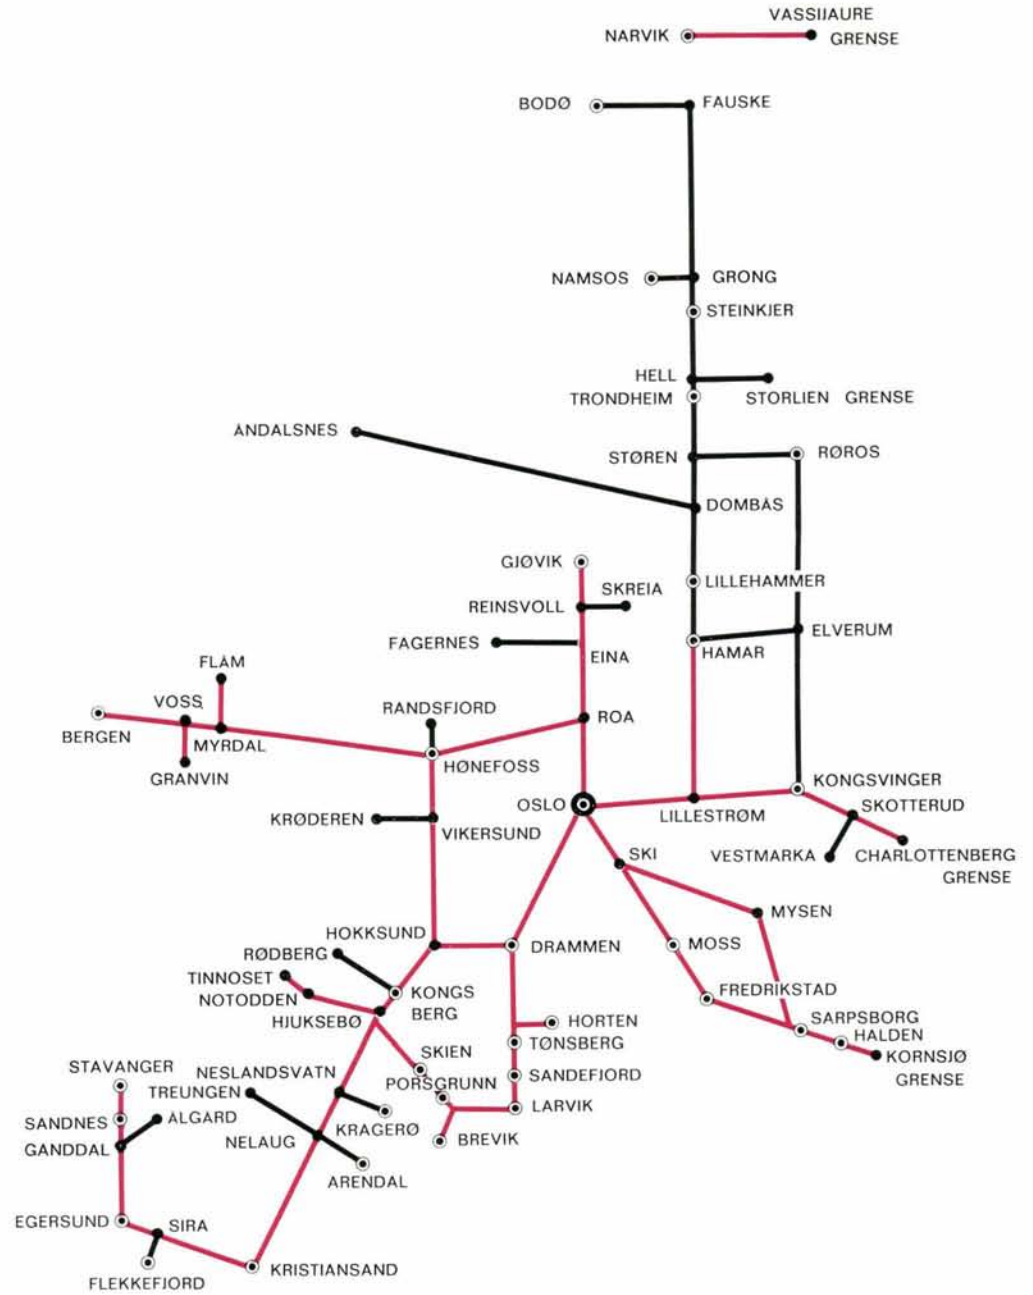 VASSIJAURE
NARVIK
GRENSE
BODØ
FAUSKE
NAMSOS
GRONG
STEINKJER
HELL
TRONDHEIM
STORLIEN GRENSE
ÅNDALSNES
STØREN
RØROS
DOMBÅS
GJØVIK
SKREIA
LILLEHAMMER
REINSVOLL
FAGERNES
EINA
ELVERUM
HAMAR
FLÅM
VOSS
RANDSFJORD
ROA
BERGEN
MYRDAL
GRANVIN
HØNEFOSS
KONGSVINGER
OSLO
SKOTTERUD
KRØDEREN
VIKERSUND
LILLESTRØM
SKI
VESTMARKA
CHARLOTTENBERG
GRENSE
MYSEN
HOKKSUND
DRAMMEN
MOSS
RØDBERG
TINNOSET
NOTODDEN
KONGS
BERG
FREDRIKSTAD
HJUKSEBØ
HORTEN
SARPSBORG
HALDEN
TØNSBERG
KORNSJØ
GRENSE
SKIEN
STAVANGER
NESLANDSVATN
SANDEFJORD
TREUNGEN
PORSGRUNN
LARVIK
SANDNES
ÅLGÅRD
KRAGERØ
GANDDAL
NELAUG
BREVIK
ARENDAL
EGERSUND
SIRA
KRISTIANSAND
FLEKKEFJORD